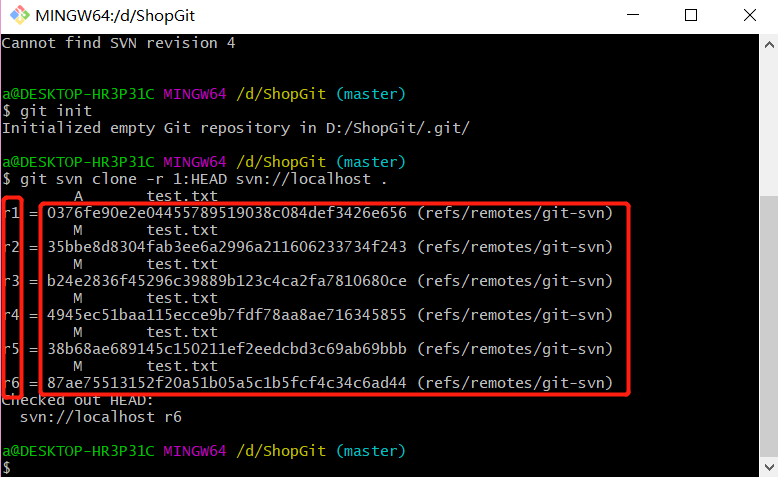 MINGW64:/d/ShopGit
Cannot find SVN revision 4
a@DESKTOP-HR3P31C MINGW64 /d/ShopGit (master)
$ git init
Initialized empty Git repository in D:/ShopGit/.git/
a@DESKTOP-HR3P31C MINGW64 /d/ShopGit (master)
$ git svn clone -r 1:HEAD svn://localhost .
A test.txt
r1 = 0376fe90e2e04455789519038c084def3426e656 (refs/remotes/git-svn)
M test.txt
r2 = 35bbe8d8304fab3ee6a2996a211606233734f243 (refs/remotes/git-svn)
M test.txt
r3 = b24e2836f45296c39889b123c4ca2fa7810680ce (refs/remotes/git-svn)
M test.txt
r4 = 4945ec51baa115ecce9b7fdf78aa8ae716345855 (refs/remotes/git-svn)
M test.txt
r5 = 38b68ae689145c150211ef2eedcbd3c69ab69bbb (refs/remotes/git-svn)
M test.txt
r6 = 87ae75513152f20a51b05a5c1b5fcf4c34c6ad44 (refs/remotes/git-svn)
Checked out HEAD:
svn://localhost r6
a@DESKTOP-HR3P31C MINGW64 /d/ShopGit (master)
$